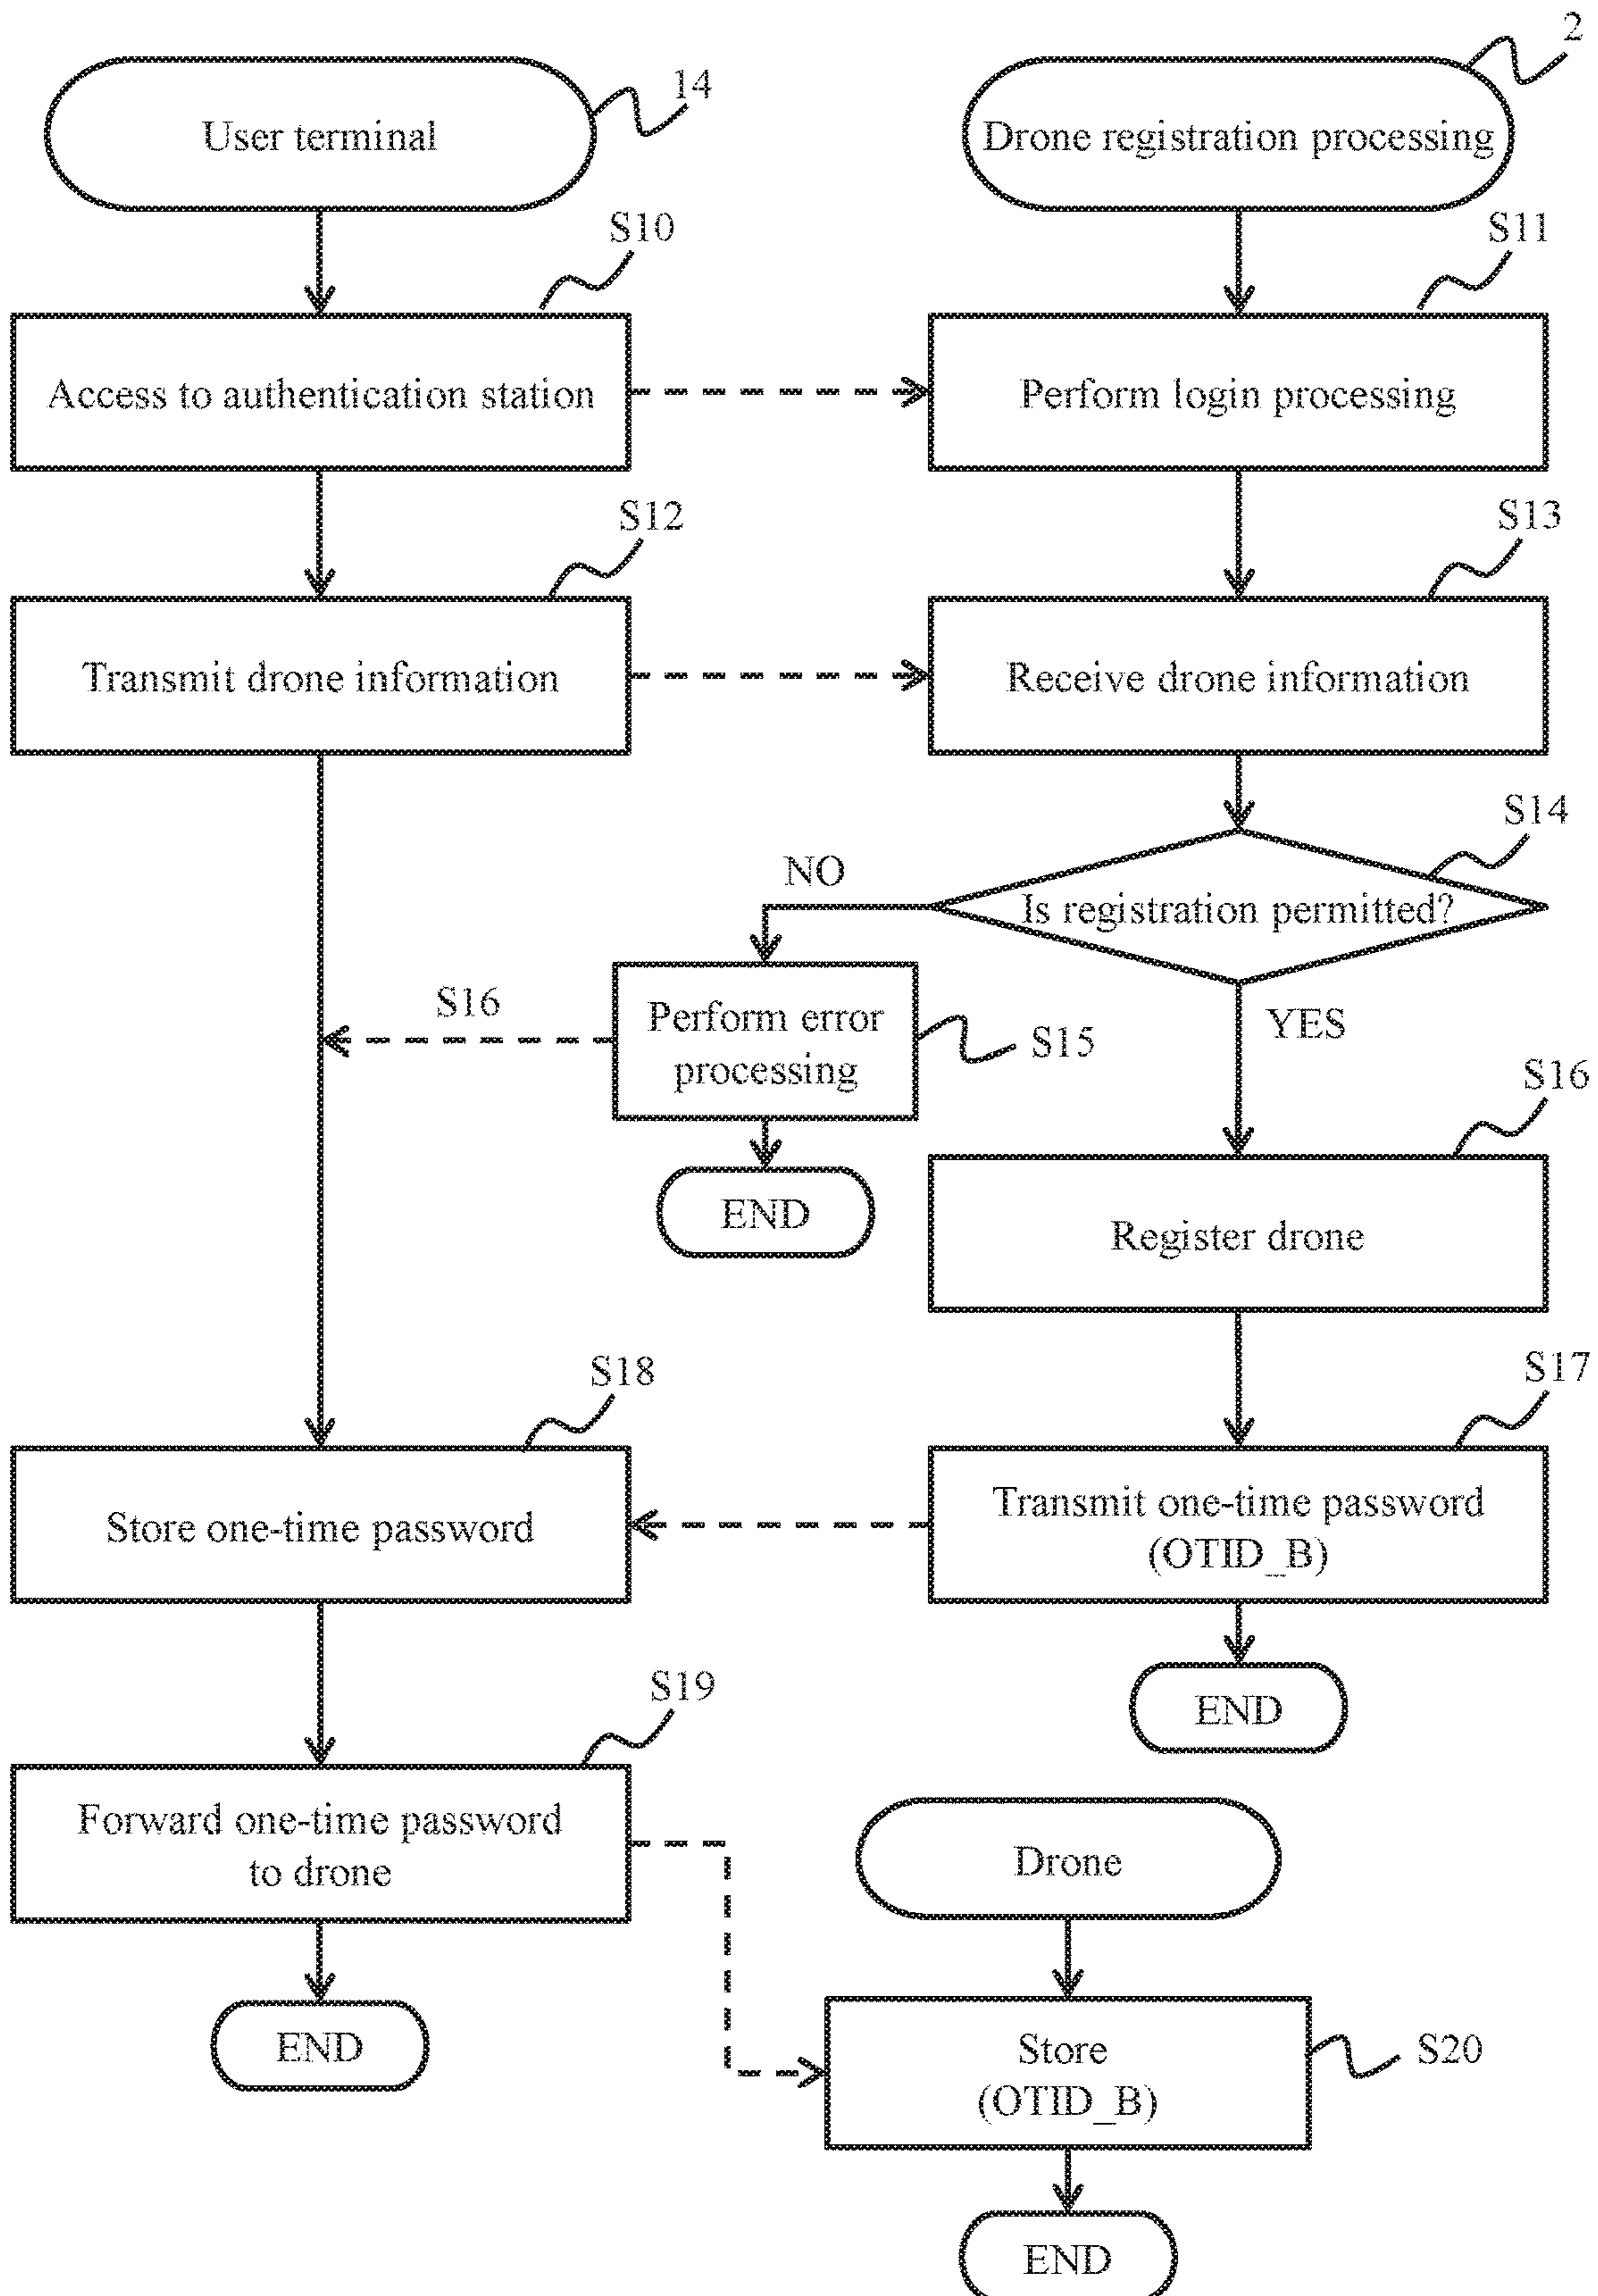 2
14
User terminal
Drone registration processing
S10
S11
Access to authentication station
Perform login processing
S12
S13
Transmit drone information
Receive drone information
S14
NO
Is registration permitted?
S16
Perform error
processing
S15
YES
S16
END
Register drone
S18
S17
Store one-time password
Transmit one-time password
(OTID_B)
S19
END
Forward one-time password
to drone
Drone
END
Store
(OTID_B)
S20
END